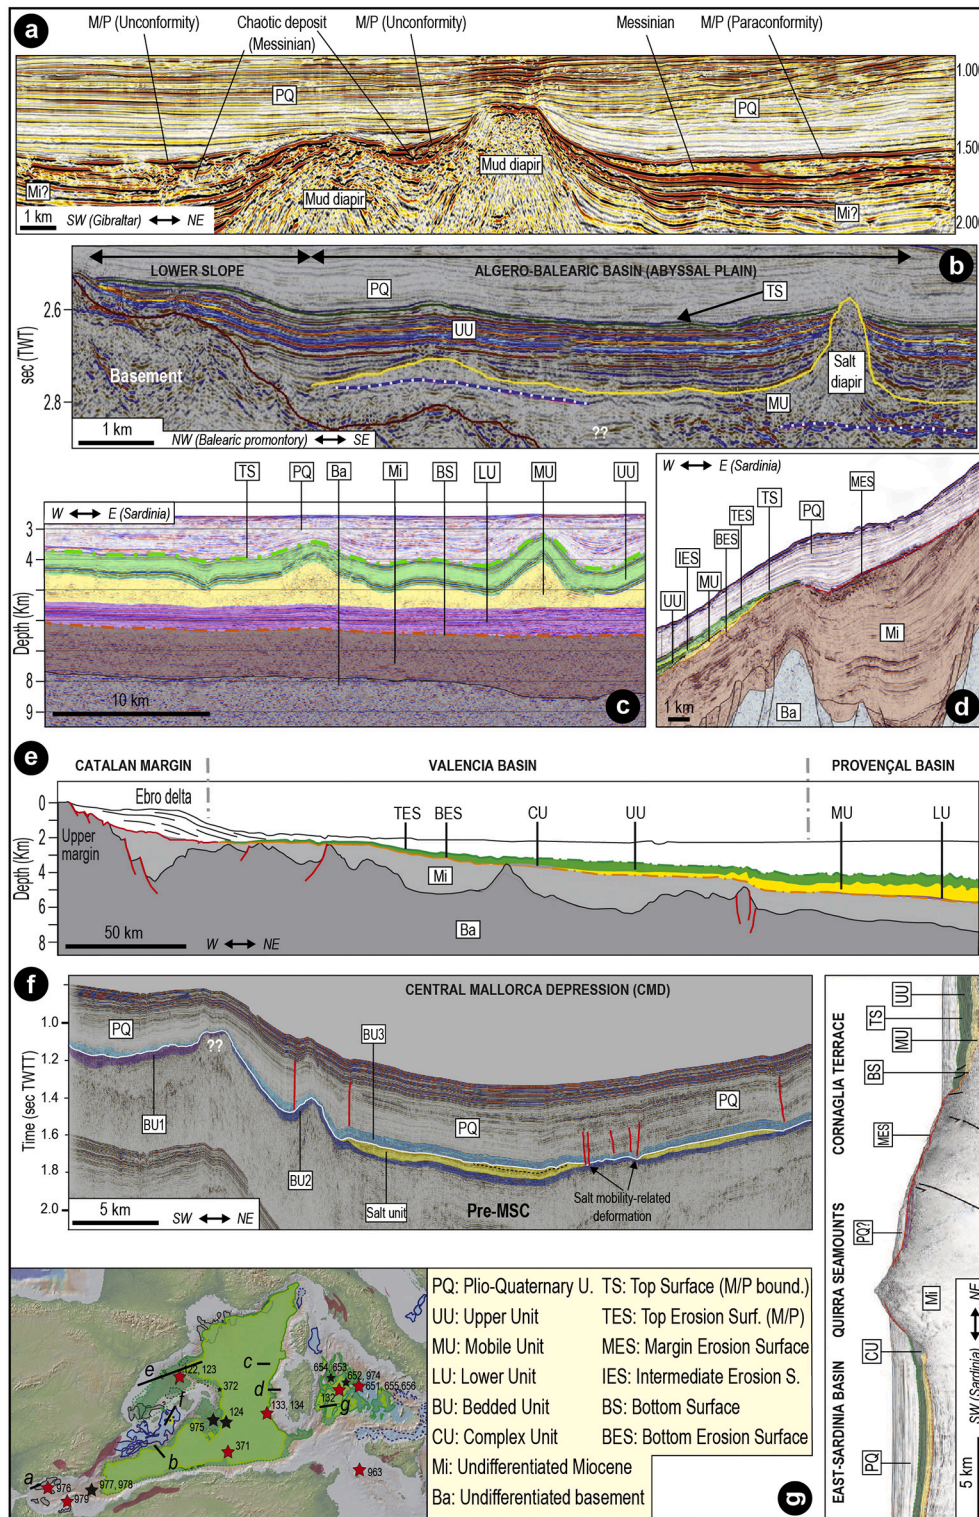 a
M/P (Unconformity)
Chaotic deposit
(Messinian)
M/P (Unconformity)
Messinian
M/P (Paraconformity)
1.000
PQ
PQ
1.500
Mud diapir
Mud diapir
Mi?
Mi?
2.000
1 km
SW (Gibraltar)
NE
b
LOWER SLOPE
ALGERO-BALEARIC BASIN (ABYSSAL PLAIN)
PQ
TS
2.6
UU
sec (TWT)
Basement
Salt
diapir
2.8
MU
??
1 km
NW (Balearic promontory)
SE
TS
PQ
Ba
Mi
BS
LU
MU
UU
W
E (Sardinia)
3
4
Depth (Km)
8
9
10 km
c
W
E (Sardinia)
MES
TS
PQ
TES
BES
IES
MU
UU
Mi
Ba
1 km
d
e
CATALAN MARGIN
VALENCIA BASIN
PROVENÇAL BASIN
Ebro delta
TES
BES
CU
UU
MU
LU
Upper
margin
0
2
4
6
8
Depth (Km)
Mi
Ba
50 km
W
NE
f
CENTRAL MALLORCA DEPRESSION (CMD)
1.0
1.2
1.4
1.6
1.8
2.0
Time (sec TWTT)
PQ
??
BU3
BU1
PQ
PQ
BU2
Salt unit
Salt mobility-related
deformation
Pre-MSC
5 km
SW
NE
UU
TS
MU
BS
MES
PQ?
Mi
CU
PQ
CORNAGLIA TERRACE
QUIRRA SEAMOUNTS
EAST-SARDINIA BASIN
SW (Sardinia)
NE
5 km
g
e
122, 123
372
f
124
975
b
a
976
979
977, 978
371
c
d
133, 134
654, 653
652, 974
651, 655, 656
132
g
963
PQ: Plio-Quaternary U.
TS: Top Surface (M/P bound.)
UU: Upper Unit
TES: Top Erosion Surf. (M/P)
MU: Mobile Unit
MES: Margin Erosion Surface
LU: Lower Unit
IES: Intermediate Erosion S.
BU: Bedded Unit
BS: Bottom Surface
CU: Complex Unit
BES: Bottom Erosion Surface
Mi: Undifferentiated Miocene
Ba: Undifferentiated basement